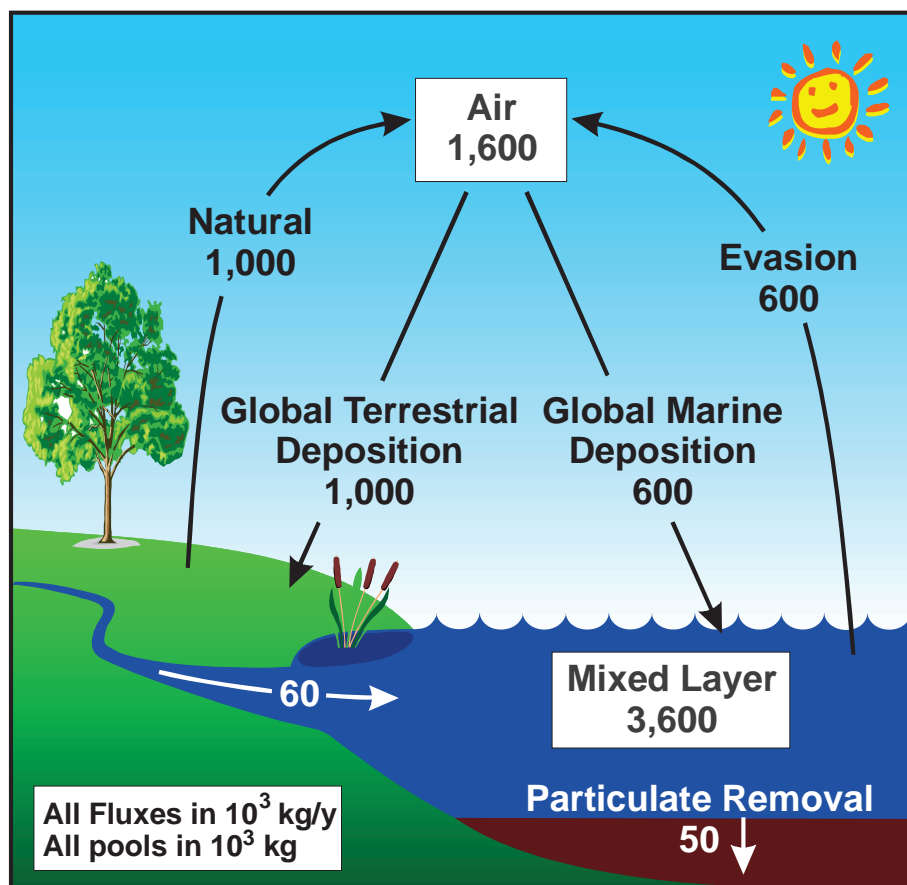 Air
1,600
Natural
1,000
Evasion
600
Global Terrestrial
Deposition
1,000
Global Marine
Deposition
600
60
Mixed Layer
3,600
Particulate Removal
50
All Fluxes in 10³ kg/y
All pools in 10³ kg